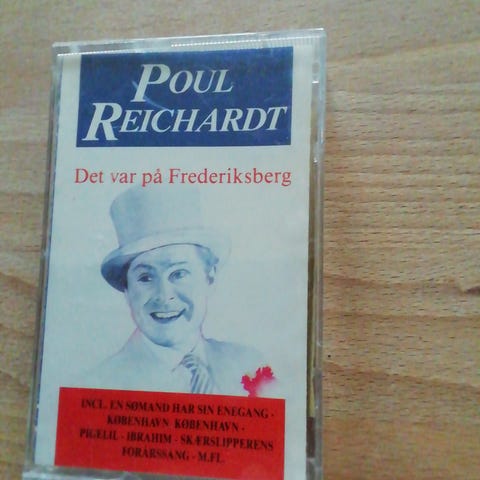 POUL
REICHARDT
Det var på Frederiksberg
INCL. EN SØMAND HAR SIN ENEGANG -
KØBENHAVN KØBENHAVN -
PIGELIL - IBRAHIM - SKÆRSLIPPERENS
FORÅRSSANG - M.FL.